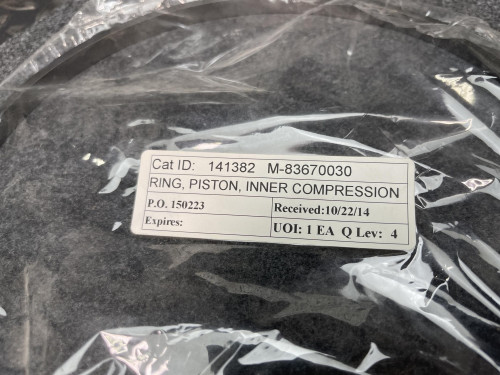 Cat ID: 141382 M-83670030
RING, PISTON, INNER COMPRESSION
P.O. 150223
Received:10/22/14
Expires:
UOI: 1 EA Q Lev: 4